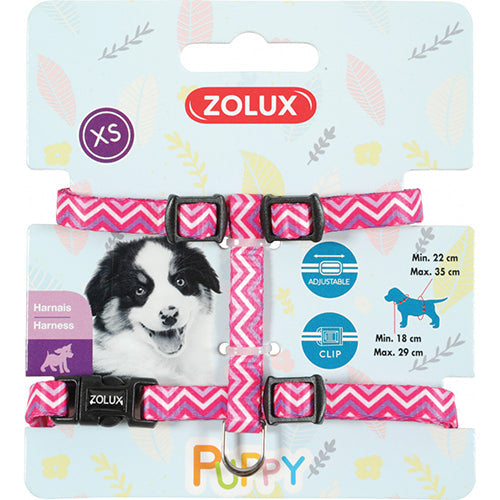 ZOLUX
XS
Min. 22 cm
Max. 35 cm
ADJUSTABLE
Harnais
Harness
CLIP
Min. 18 cm
Max. 29 cm
ZOLUX
PUPPY